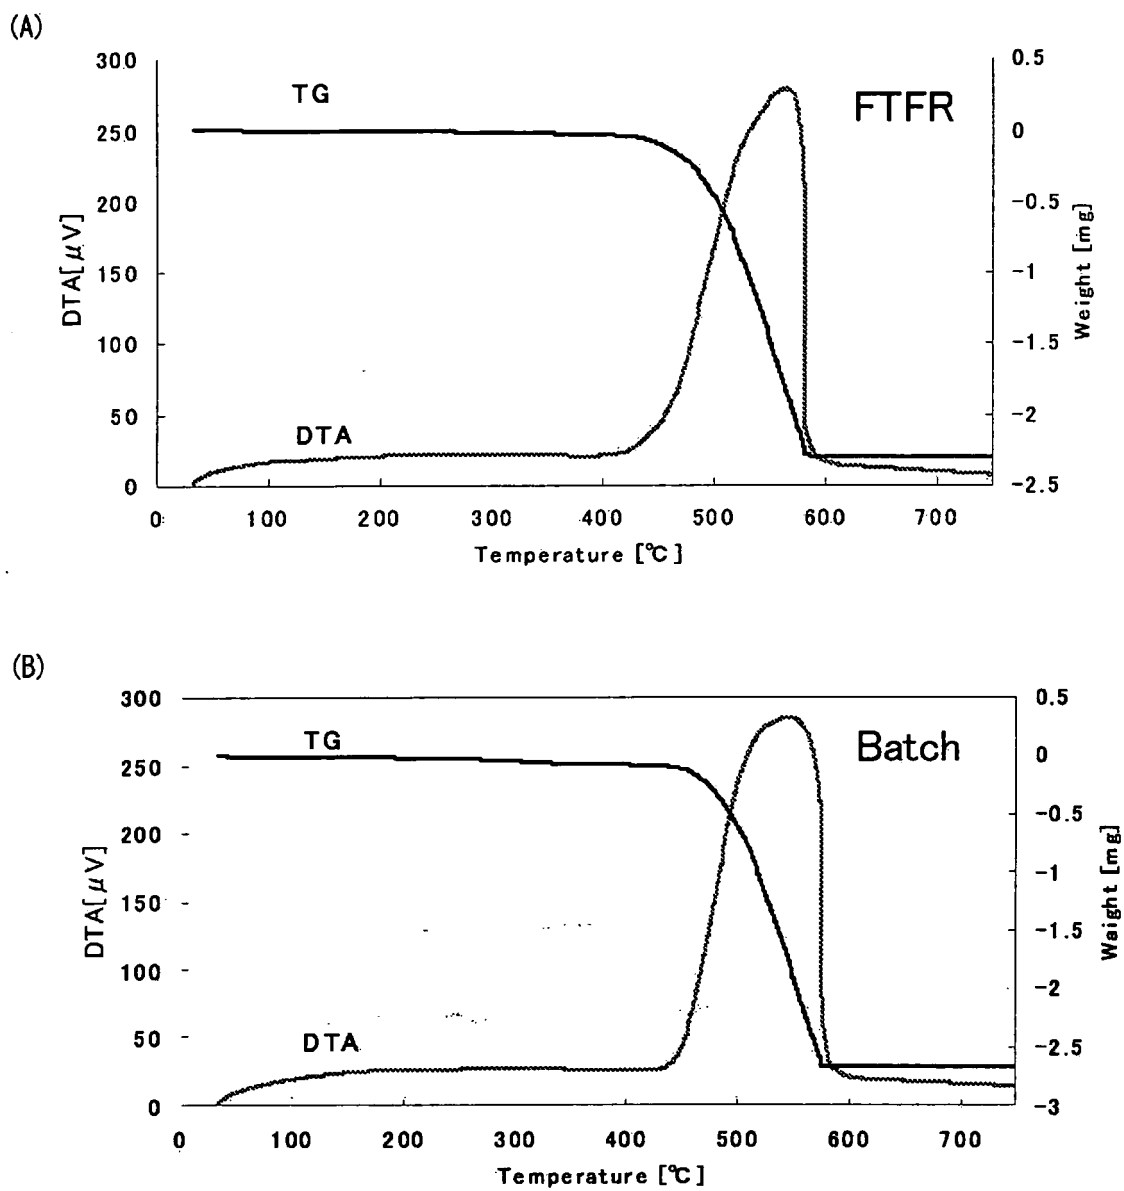 (A)
300
250
200
150
100
50
0
DTA[μV]
TG
DTA
FTFR
0.5
0
-0.5
-1
-1.5
-2
-2.5
Weight [mg]
0 100 200 300 400 500 600 700
Temperature [℃]
(B)
300
250
200
150
100
50
0
DTA[μV]
TG
DTA
Batch
0.5
0
-0.5
-1
-1.5
-2
-2.5
-3
Waight [mg]
0 100 200 300 400 500 600 700
Temperature [℃]